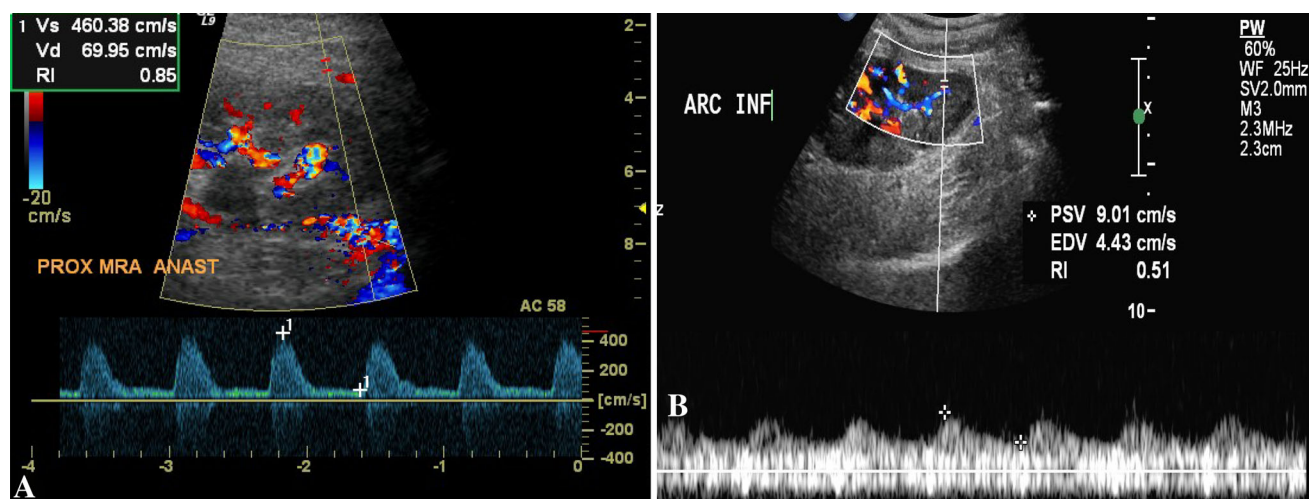 1 Vs 460.38 cm/s
Vd 69.95 cm/s
RI 0.85
L9
-20
cm/s
PROX MRA ANAST
2
4
6
8
AC 58
400
200
[cm/s]
-200
-400
-4 -3 -2 -1 0
A
ARC INF
PW
60%
WF 25Hz
SV2.0mm
M3
2.3MHz
2.3cm
X
z
PSV 9.01 cm/s
EDV 4.43 cm/s
RI 0.51
10
1
1
B